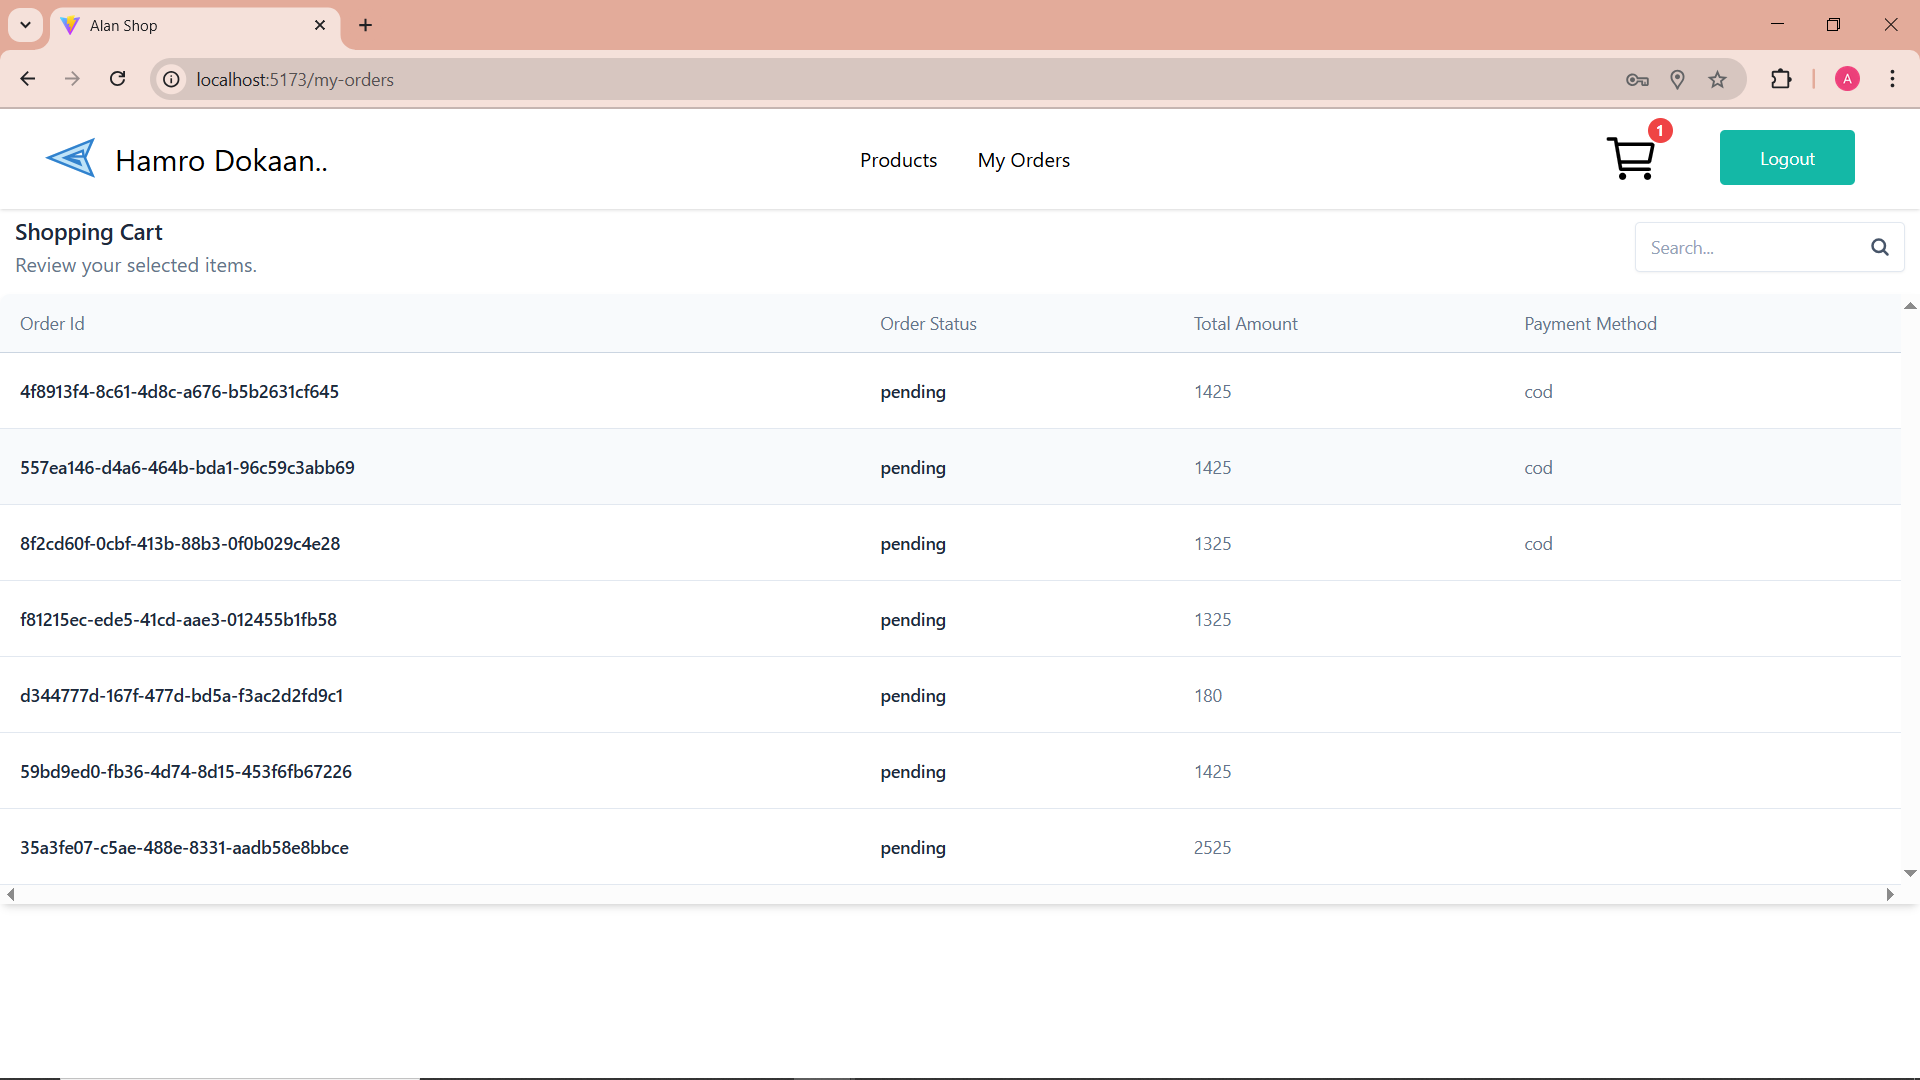 Alan Shop
localhost:5173/my-orders
A
Hamro Dokaan..
Products
My Orders
1
Logout
Shopping Cart
Review your selected items.
Search...
Order Id Order Status Total Amount Payment Method
4f8913f4-8c61-4d8c-a676-b5b2631cf645 pending 1425 cod
557ea146-d4a6-464b-bda1-96c59c3abb69 pending 1425 cod
8f2cd60f-0cbf-413b-88b3-0f0b029c4e28 pending 1325 cod
f81215ec-ede5-41cd-aae3-012455b1fb58 pending 1325
d344777d-167f-477d-bd5a-f3ac2d2fd9c1 pending 180
59bd9ed0-fb36-4d74-8d15-453f6fb67226 pending 1425
35a3fe07-c5ae-488e-8331-aadb58e8bbce pending 2525